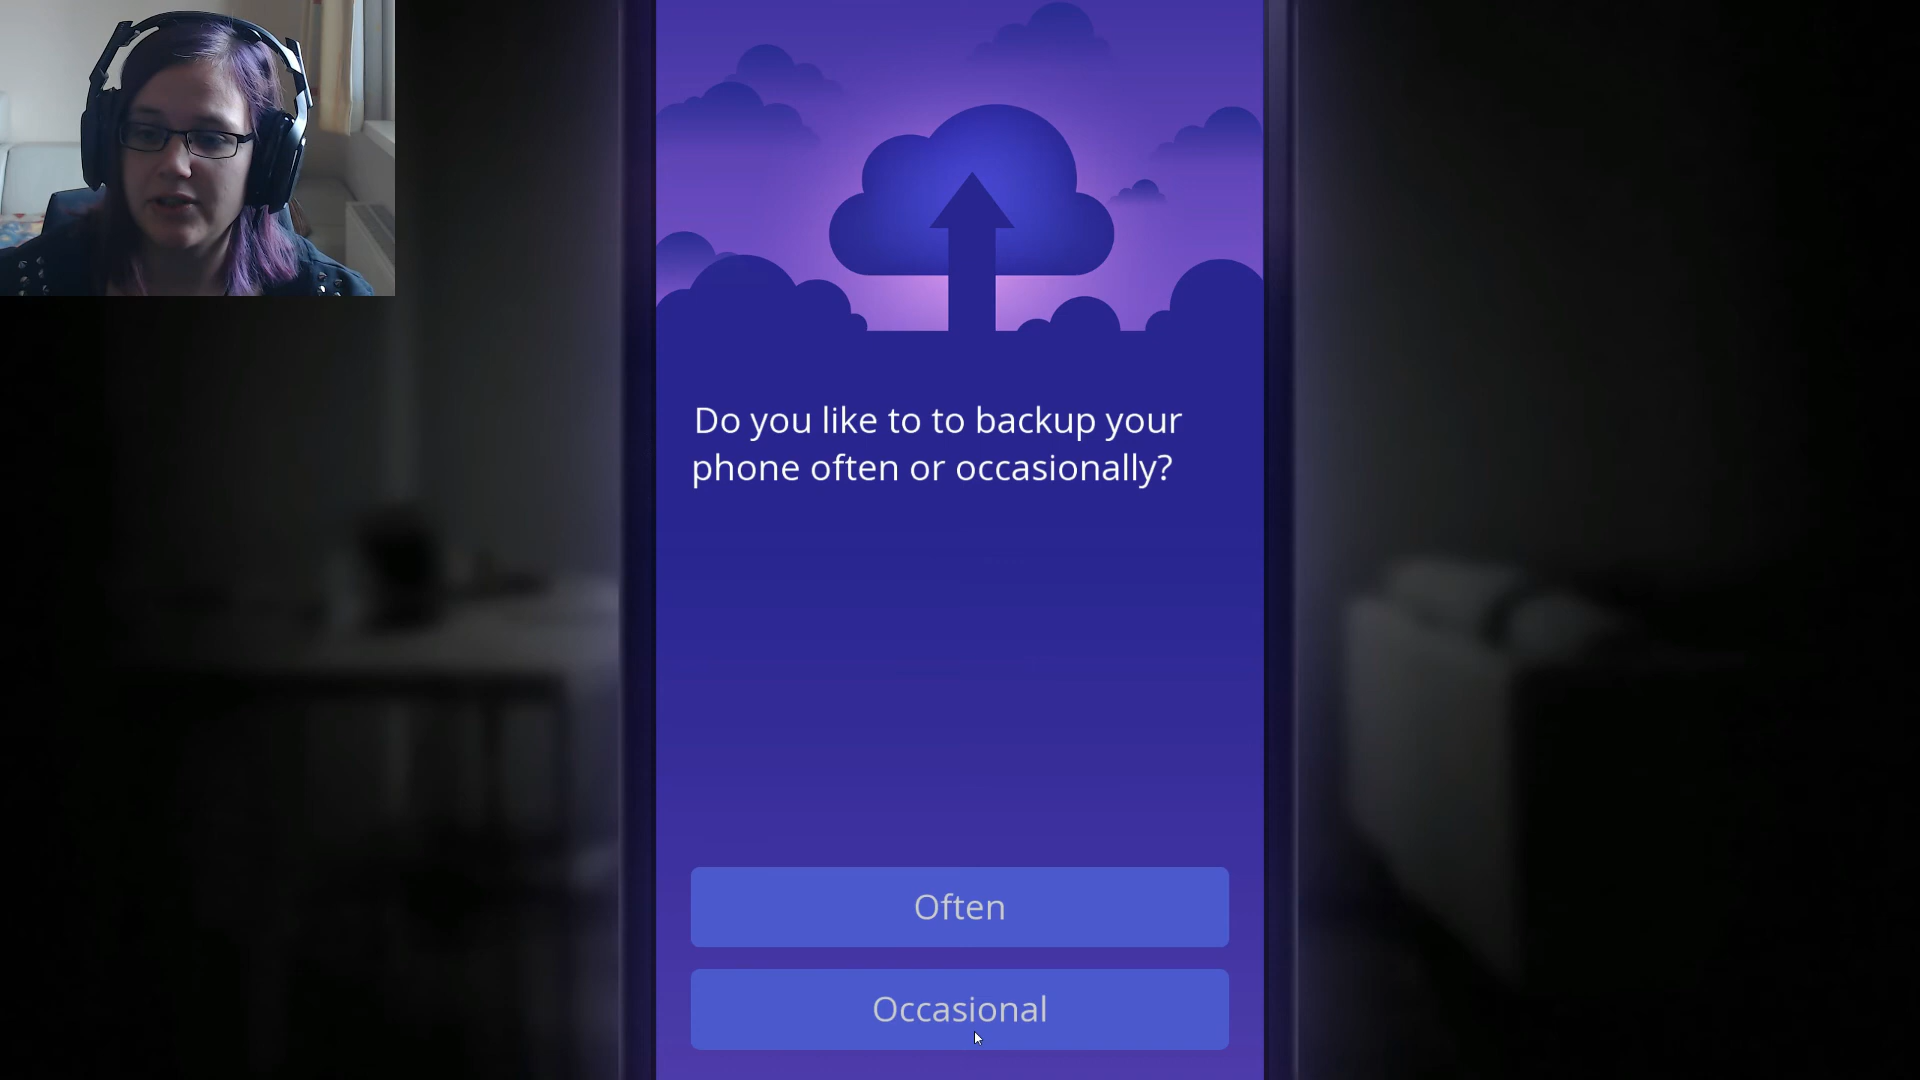 Do you like to to backup your
phone often or occasionally?
Often
Occasional